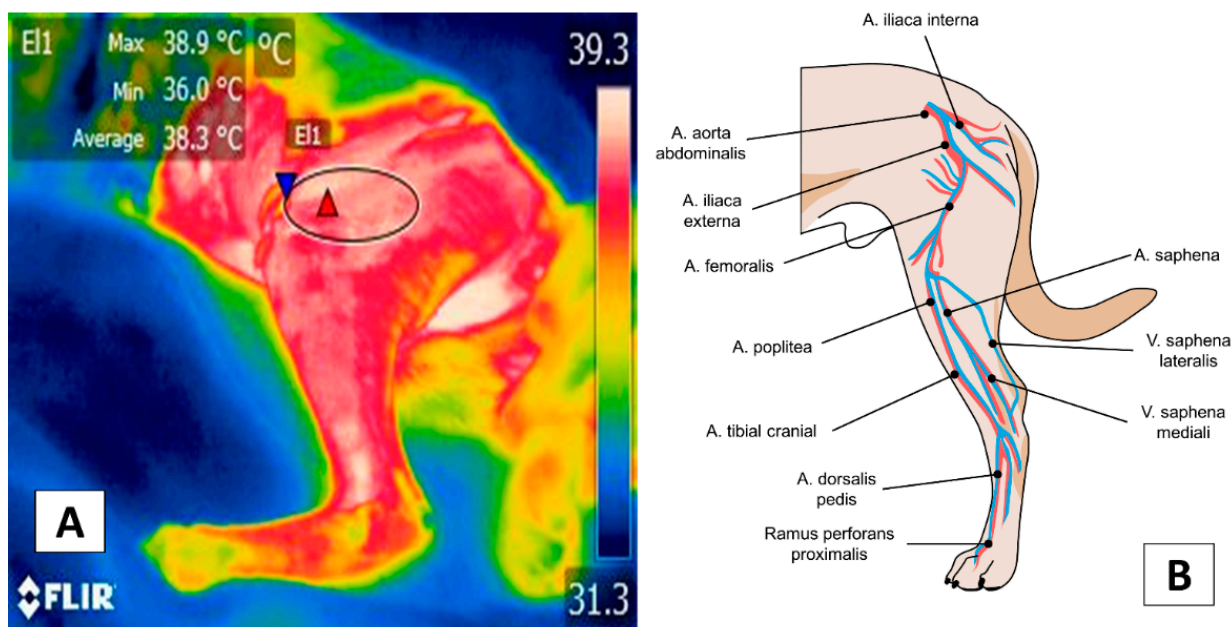 El1
Max 38.9 °C
Min 36.0 °C
Average 38.3 °C
°C
39.3
El1
31.3
A
FLIR
A. iliaca interna
A. aorta
abdominalis
A. iliaca
externa
A. femoralis
A. saphena
A. poplitea
V. saphena
lateralis
A. tibial cranial
V. saphena
mediali
A. dorsalis
pedis
Ramus perforans
proximalis
B